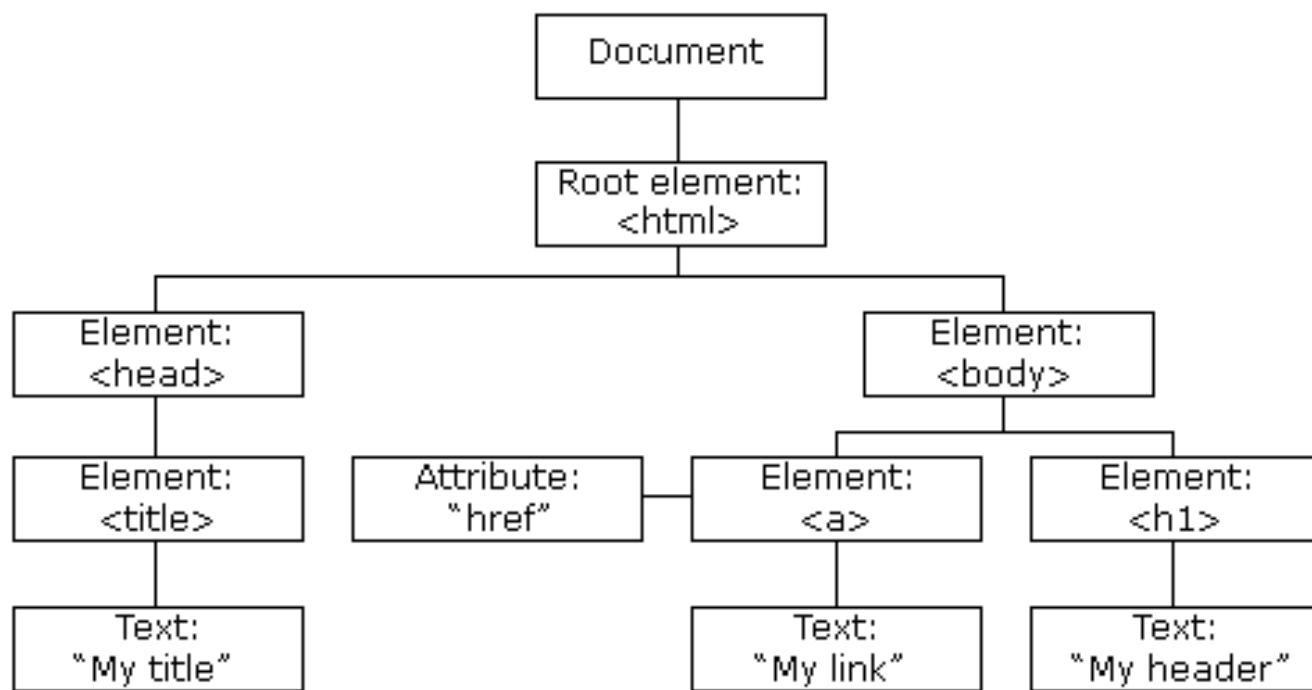 Document
Root element:
<html>
Element:
<head>
Element:
<body>
Element:
<title>
Attribute:
“href”
Element:
<a>
Element:
<h1>
Text:
“My title”
Text:
“My link”
Text:
“My header”